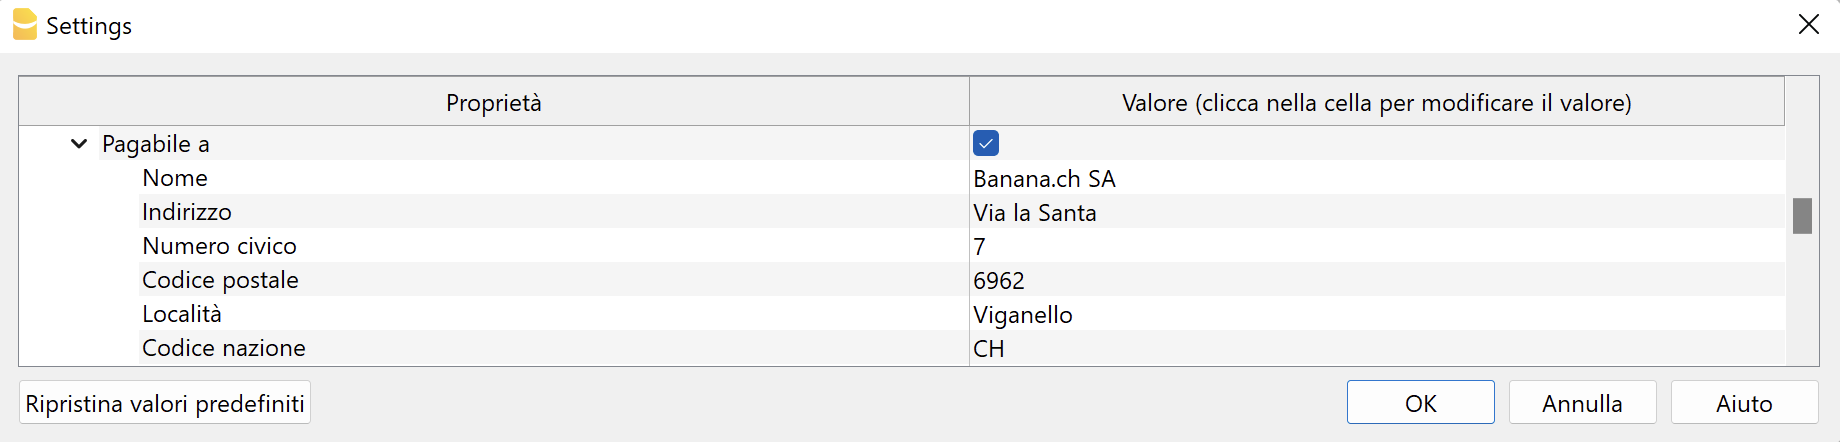 Settings
Proprietà Valore (clicca nella cella per modificare il valore)
Pagabile a
Nome Banana.ch SA
Indirizzo Via la Santa
Numero civico 7
Codice postale 6962
Località Viganello
Codice nazione CH
Ripristina valori predefiniti OK Annulla Aiuto